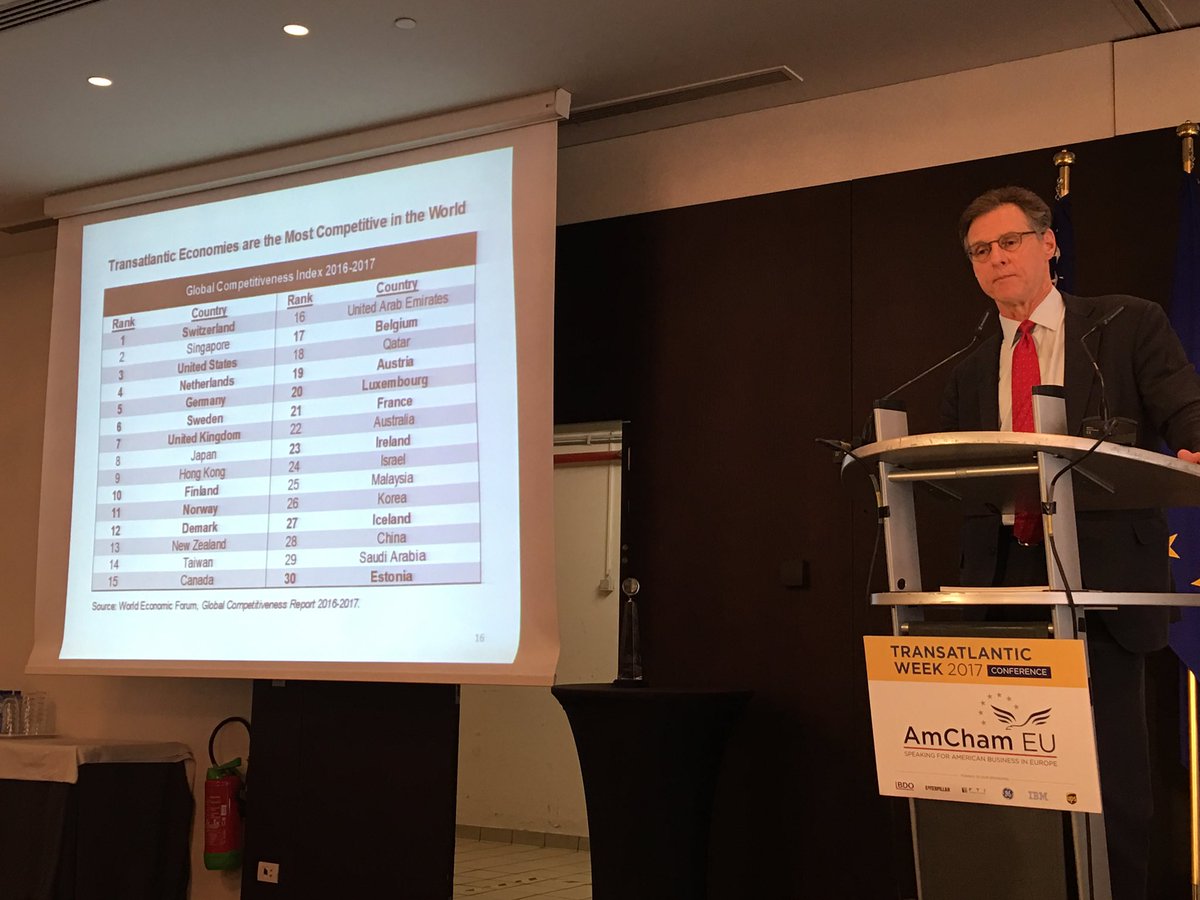 Transatlantic Economies are the Most Competitive in the World
Global Competitiveness Index 2016-2017
Rank Country Rank Country
1 Switzerland 16 United Arab Emirates
2 Singapore 17 Belgium
3 United States 18 Qatar
4 Netherlands 19 Austria
5 Germany 20 Luxembourg
6 Sweden 21 France
7 United Kingdom 22 Australia
8 Japan 23 Ireland
9 Hong Kong 24 Israel
10 Finland 25 Malaysia
11 Norway 26 Korea
12 Demark 27 Iceland
13 New Zealand 28 China
14 Taiwan 29 Saudi Arabia
15 Canada 30 Estonia
Source: World Economic Forum, Global Competitiveness Report 2016-2017.
16
TRANSATLANTIC
WEEK 2017 CONFERENCE
AmCham EU
SPEAKING FOR AMERICAN BUSINESS IN EUROPE
BDO CATERPILLAR GE IBM ups